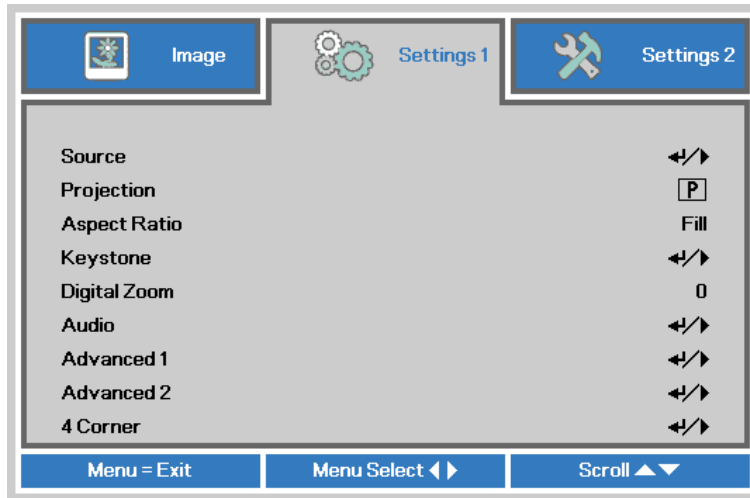 Image
Settings 1
Settings 2
Source
Projection P
Aspect Ratio Fill
Keystone
Digital Zoom 0
Audio
Advanced 1
Advanced 2
4 Corner
Menu = Exit
Menu Select
Scroll